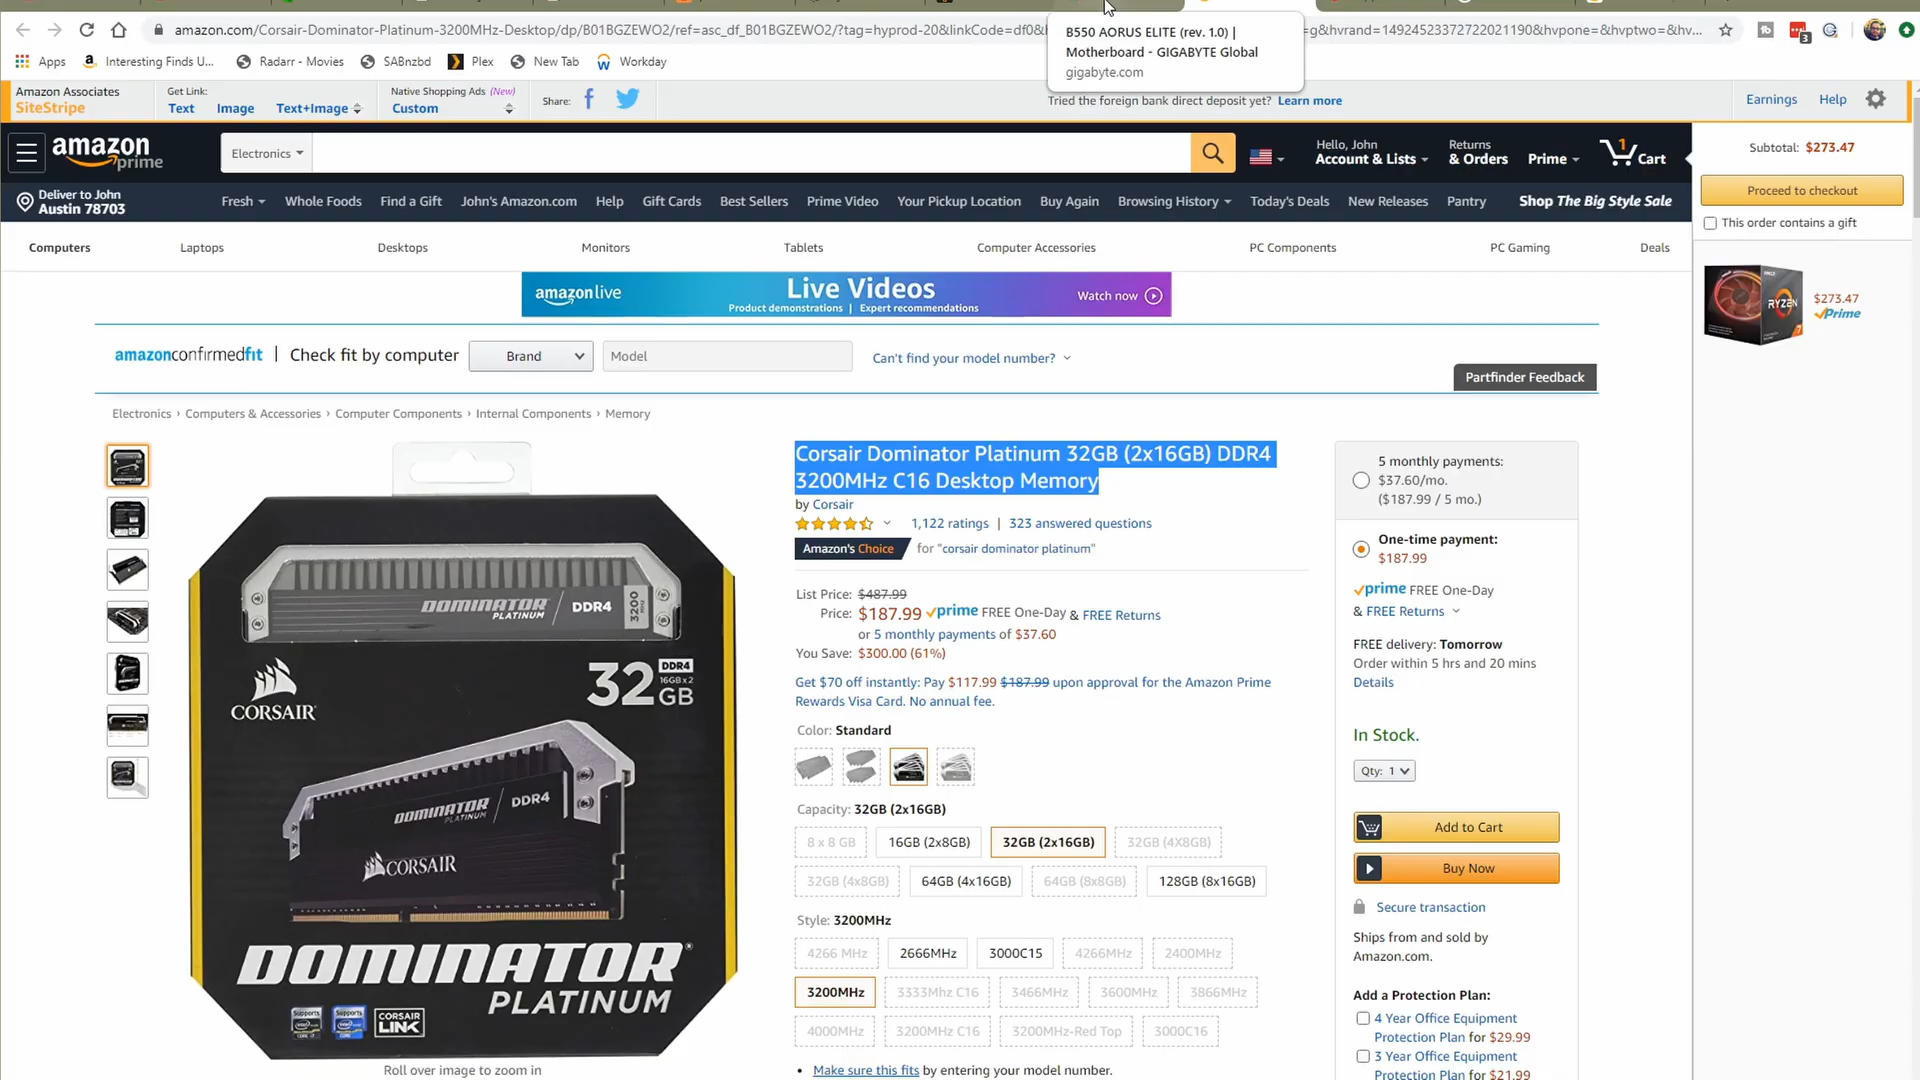 amazon.com/Corsair-Dominator-Platinum-3200MHz-Desktop/dp/B01BGZEWO2/ref=asc_df_B01BGZEWO2/?tag=hyprod-20&linkCode=df0&
=g&hvrand=14924523372722021190&hvpone=&hvptwo=&hv...
3
B550 AORUS ELITE (rev. 1.0) |
Motherboard - GIGABYTE Global
gigabyte.com
Apps
Interesting Finds U...
Radarr - Movies
SABnzbd
Plex
New Tab
Workday
Amazon Associates
SiteStripe
Get Link:
Text
Image
Text+Image
Native Shopping Ads (New)
Custom
Share:
Tried the foreign bank direct deposit yet? Learn more
Earnings
Help
amazon
prime
Electronics
Hello, John
Account & Lists
Returns
& Orders
Prime
1
Cart
Subtotal: $273.47
Proceed to checkout
This order contains a gift
Deliver to John
Austin 78703
Fresh
Whole Foods
Find a Gift
John's Amazon.com
Help
Gift Cards
Best Sellers
Prime Video
Your Pickup Location
Buy Again
Browsing History
Today's Deals
New Releases
Pantry
Shop The Big Style Sale
Computers
Laptops
Desktops
Monitors
Tablets
Computer Accessories
PC Components
PC Gaming
Deals
amazonlive
Live Videos
Product demonstrations | Expert recommendations
Watch now
RYZEN
7
$273.47
Prime
amazonconfirmedfit | Check fit by computer
Brand
Model
Can't find your model number?
Partfinder Feedback
Electronics › Computers & Accessories › Computer Components › Internal Components › Memory
DOMINATOR
PLATINUM
DDR4
3200
CORSAIR
32 GB
DDR4
16GB x 2
DOMINATOR
PLATINUM
DDR4
CORSAIR
DOMINATOR
PLATINUM
Supports
Supports
CORSAIR
LINK
Roll over image to zoom in
Corsair Dominator Platinum 32GB (2x16GB) DDR4
3200MHz C16 Desktop Memory
by Corsair
1,122 ratings | 323 answered questions
Amazon's Choice for "corsair dominator platinum"
List Price: $487.99
Price: $187.99 prime FREE One-Day & FREE Returns
or 5 monthly payments of $37.60
You Save: $300.00 (61%)
Get $70 off instantly: Pay $117.99 $187.99 upon approval for the Amazon Prime
Rewards Visa Card. No annual fee.
Color: Standard
Capacity: 32GB (2x16GB)
8 x 8 GB
16GB (2x8GB)
32GB (2x16GB)
32GB (4X8GB)
32GB (4x8GB)
64GB (4x16GB)
64GB (8x8GB)
128GB (8x16GB)
Style: 3200MHz
4266 MHz
2666MHz
3000C15
4266MHz
2400MHz
3200MHz
3333Mhz C16
3466MHz
3600MHz
3866MHz
4000MHz
3200MHz C16
3200MHz-Red Top
3000C16
• Make sure this fits by entering your model number.
5 monthly payments:
$37.60/mo.
($187.99 / 5 mo.)
One-time payment:
$187.99
prime FREE One-Day
& FREE Returns
FREE delivery: Tomorrow
Order within 5 hrs and 20 mins
Details
In Stock.
Qty: 1
Add to Cart
Buy Now
Secure transaction
Ships from and sold by
Amazon.com.
Add a Protection Plan:
4 Year Office Equipment
Protection Plan for $29.99
3 Year Office Equipment
Protection Plan for $21.99